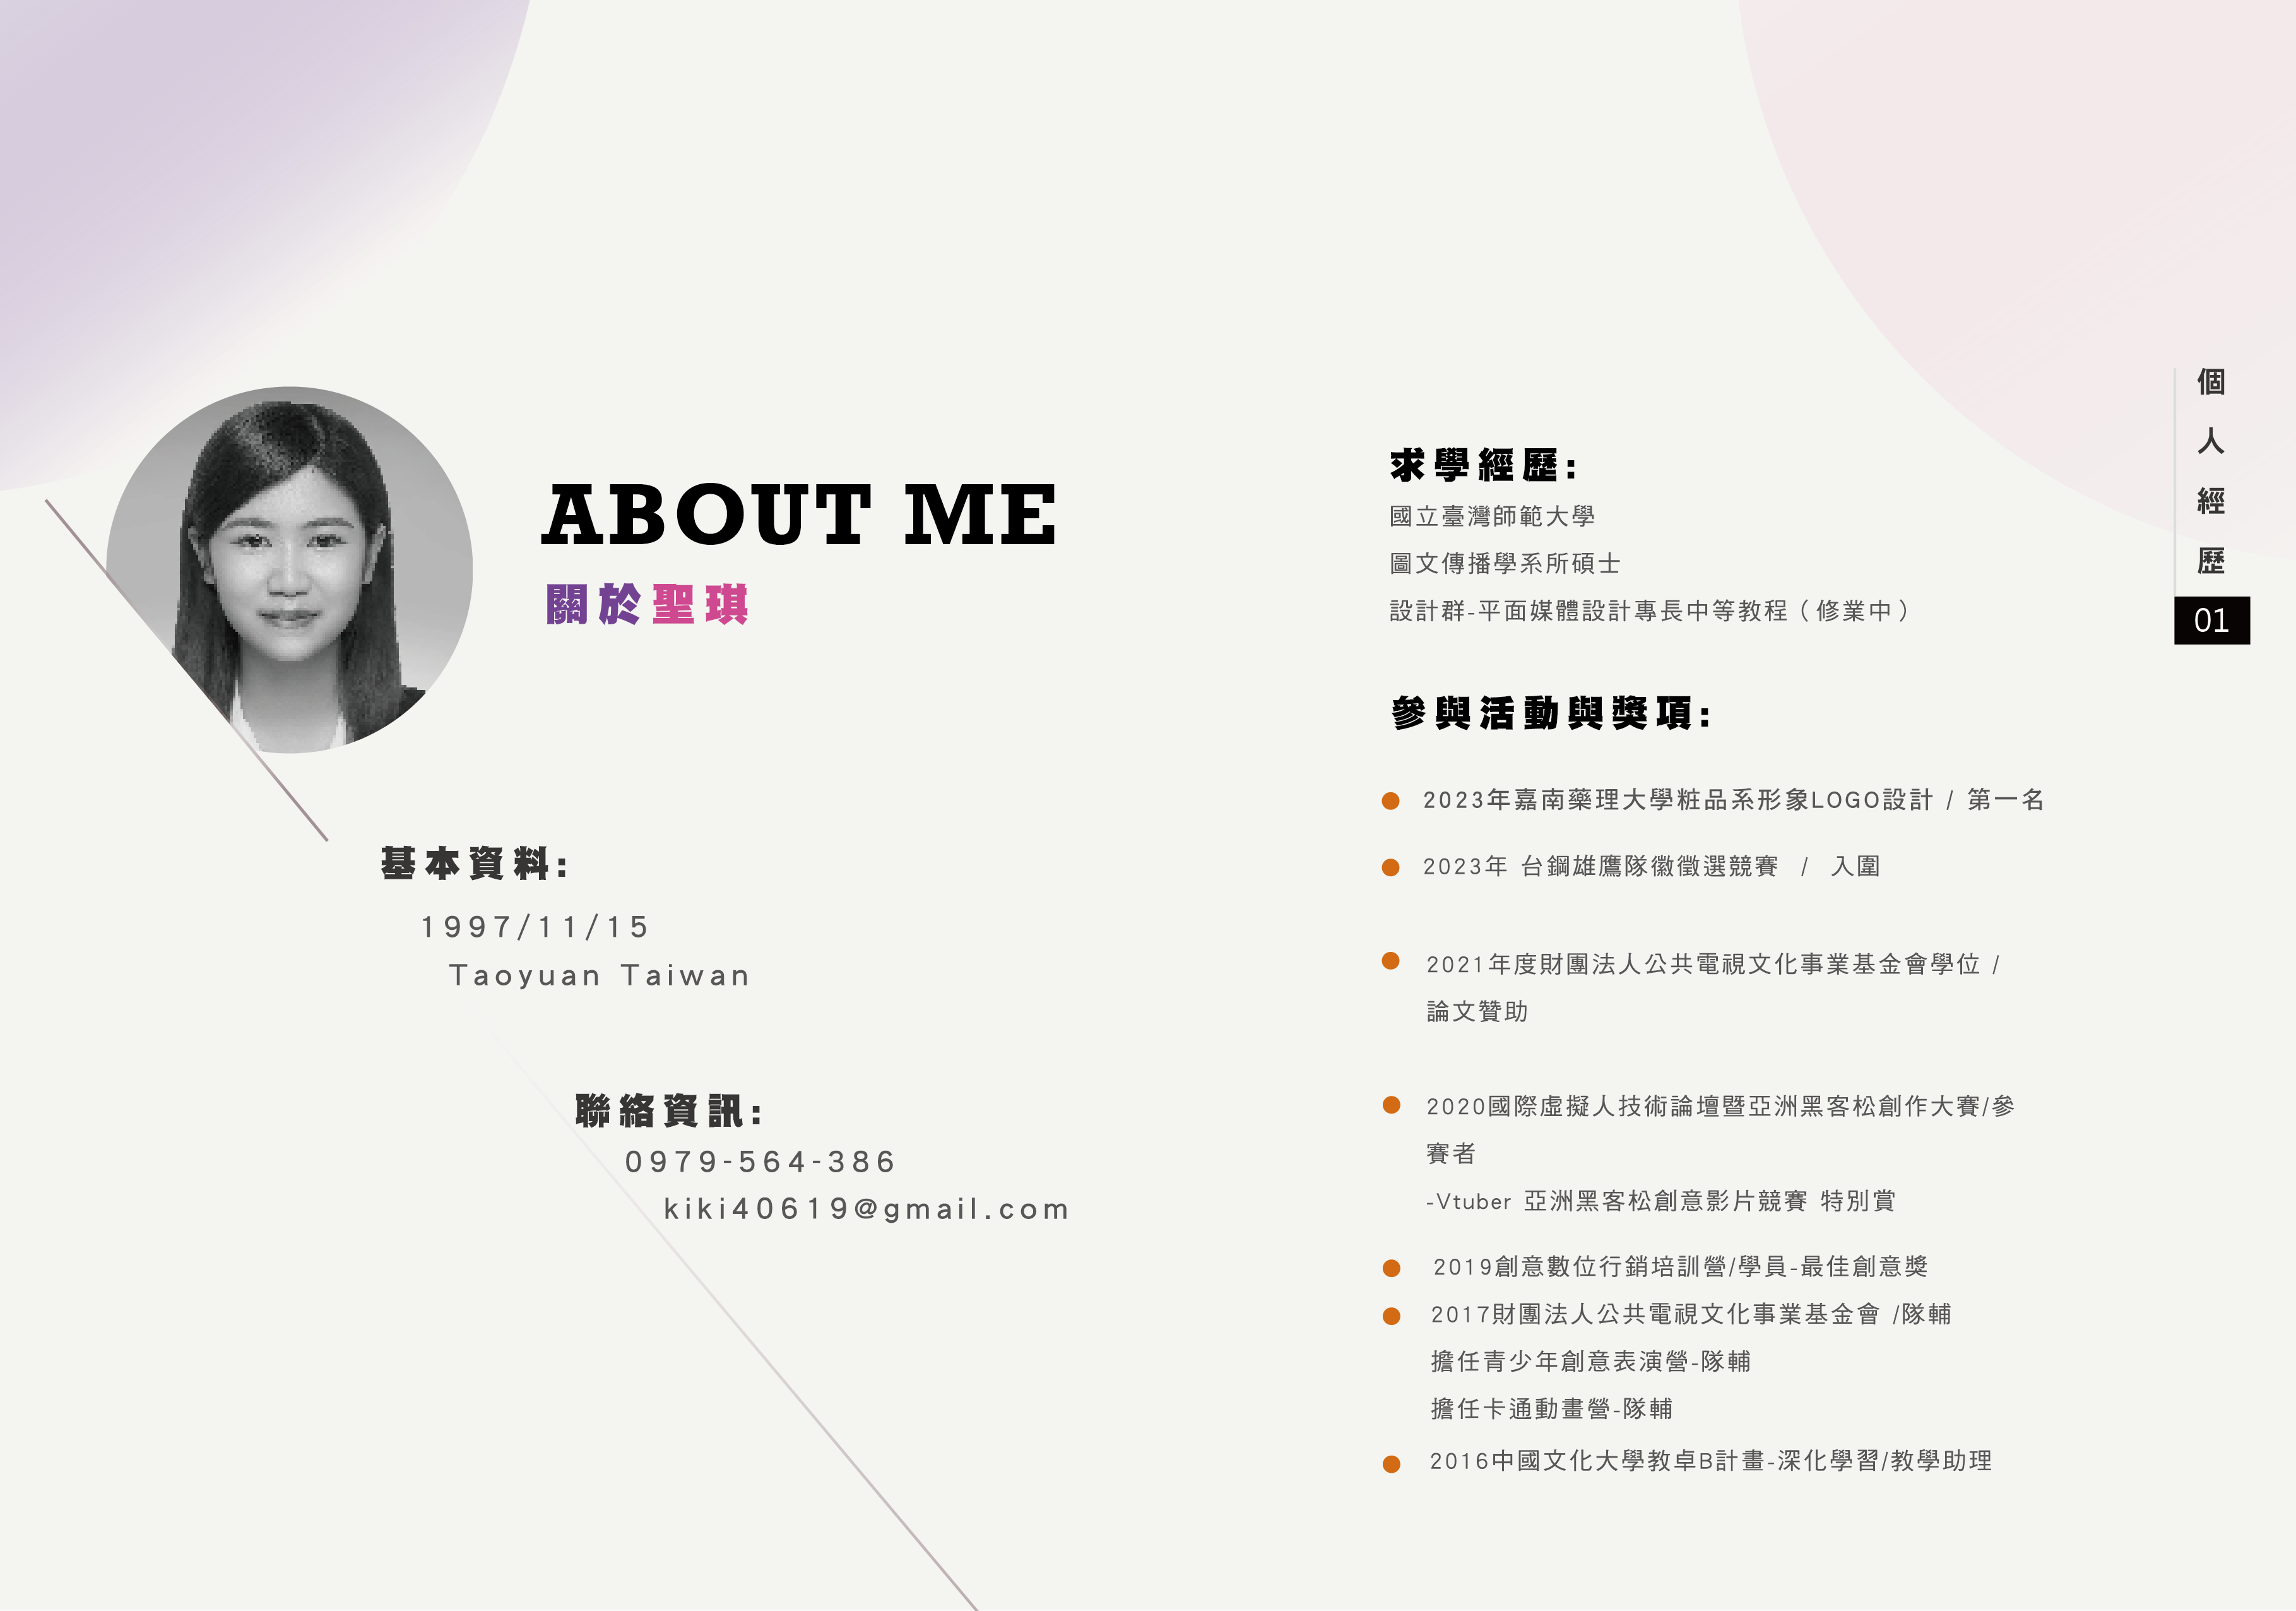 ABOUT ME
關於聖琪
基本資料:
1997/11/15
Taoyuan Taiwan
聯絡資訊:
0979-564-386
kiki40619@gmail.com
求學經歷:
國立臺灣師範大學
圖文傳播學系所碩士
設計群-平面媒體設計專長中等教程（修業中）
參與活動與獎項:
2023年嘉南藥理大學粧品系形象LOGO設計 / 第一名
2023年 台鋼雄鷹隊徽徵選競賽 / 入圍
2021年度財團法人公共電視文化事業基金會學位 /
論文贊助
2020國際虛擬人技術論壇暨亞洲黑客松創作大賽/參
賽者
-Vtuber 亞洲黑客松創意影片競賽 特別賞
2019創意數位行銷培訓營/學員-最佳創意獎
2017財團法人公共電視文化事業基金會 /隊輔
擔任青少年創意表演營-隊輔
擔任卡通動畫營-隊輔
2016中國文化大學教卓B計畫-深化學習/教學助理
個人經歷
01